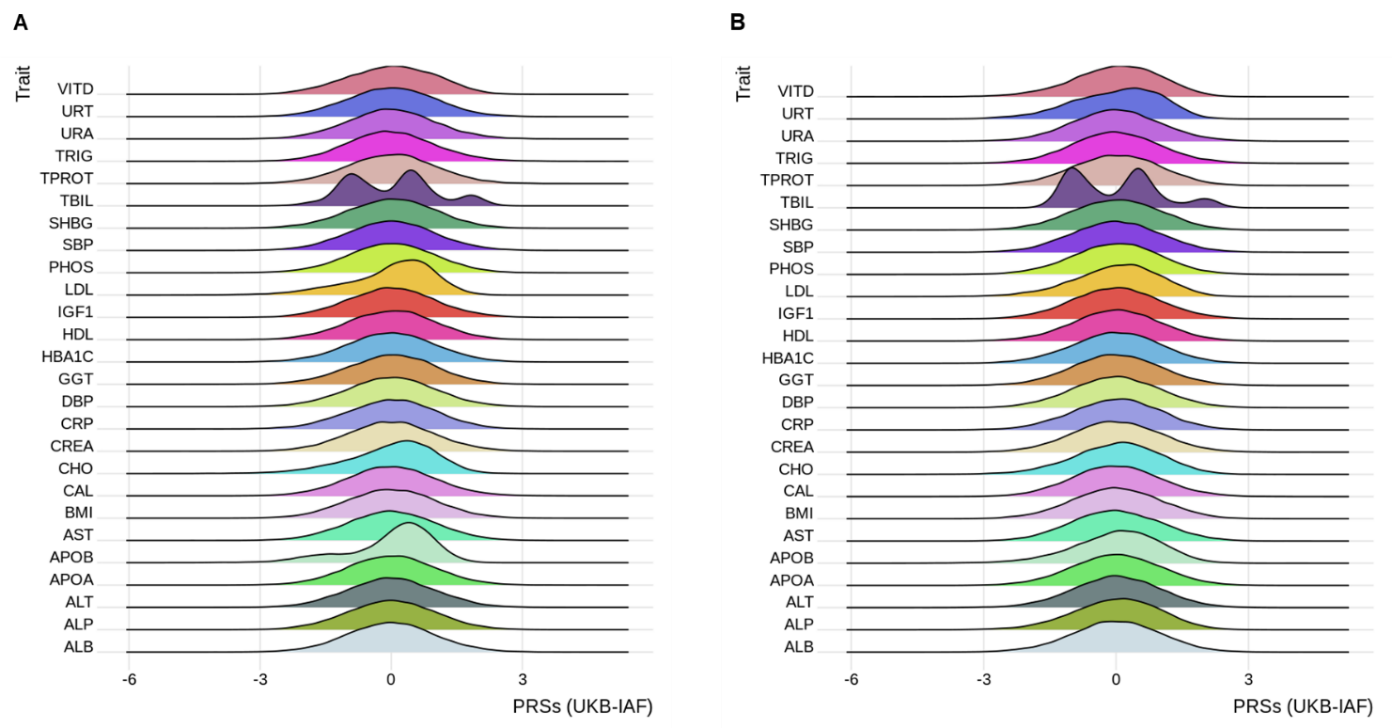 A
Trait
VITD
URT
URA
TRIG
TPROT
TBIL
SHBG
SBP
PHOS
LDL
IGF1
HDL
HBA1C
GGT
DBP
CRP
CREA
CHO
CAL
BMI
AST
APOB
APOA
ALT
ALP
ALB
-6 -3 0 3
PRSs (UKB-IAF)
B
Trait
VITD
URT
URA
TRIG
TPROT
TBIL
SHBG
SBP
PHOS
LDL
IGF1
HDL
HBA1C
GGT
DBP
CRP
CREA
CHO
CAL
BMI
AST
APOB
APOA
ALT
ALP
ALB
-6 -3 0 3
PRSs (UKB-IAF)